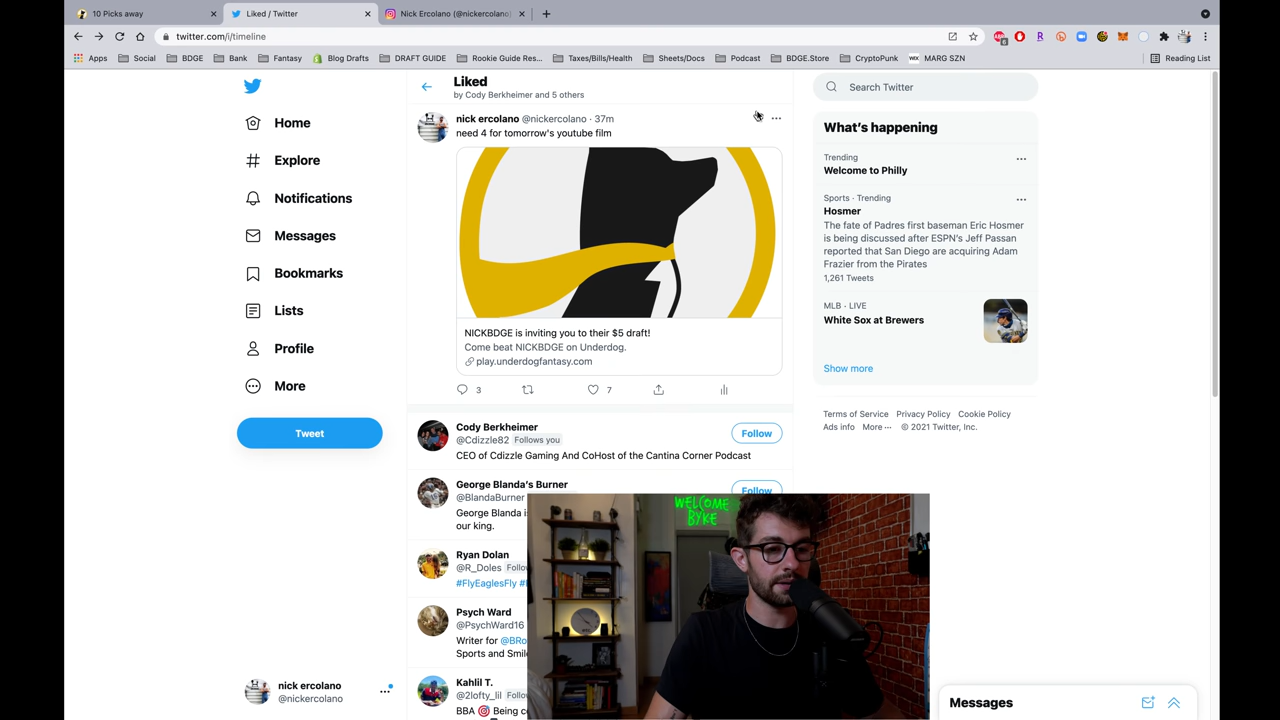 10 Picks away
Liked / Twitter
Nick Ercolano (@nickercolano)
twitter.com/i/timeline
Apps
Social
BDGE
Bank
Fantasy
Blog Drafts
DRAFT GUIDE
Rookie Guide Res...
Taxes/Bills/Health
Sheets/Docs
Podcast
BDGE.Store
CryptoPunk
MARG SZN
Reading List
Home
Explore
Notifications
Messages
Bookmarks
Lists
Profile
More
Tweet
nick ercolano
@nickercolano
Liked
by Cody Berkheimer and 5 others
nick ercolano @nickercolano · 37m
need 4 for tomorrow's youtube film
NICKBDGE is inviting you to their $5 draft!
Come beat NICKBDGE on Underdog.
play.underdogfantasy.com
3
7
Cody Berkheimer
@Cdizzle82 Follows you
Follow
CEO of Cdizzle Gaming And CoHost of the Cantina Corner Podcast
George Blanda's Burner
@BlandaBurner
Follow
George Blanda is
our king.
Ryan Dolan
@R_Doles
#FlyEaglesFly
Psych Ward
@PsychWard16
Writer for @BRo
Sports and Smil
Kahlil T.
@2lofty_lil
BBA 🎯 Being c
WELCOME
BYKE
Search Twitter
What's happening
Trending
Welcome to Philly
Sports · Trending
Hosmer
The fate of Padres first baseman Eric Hosmer
is being discussed after ESPN's Jeff Passan
reported that San Diego are acquiring Adam
Frazier from the Pirates
1,261 Tweets
MLB · LIVE
White Sox at Brewers
Show more
Terms of Service Privacy Policy Cookie Policy
Ads info More ··· © 2021 Twitter, Inc.
Messages